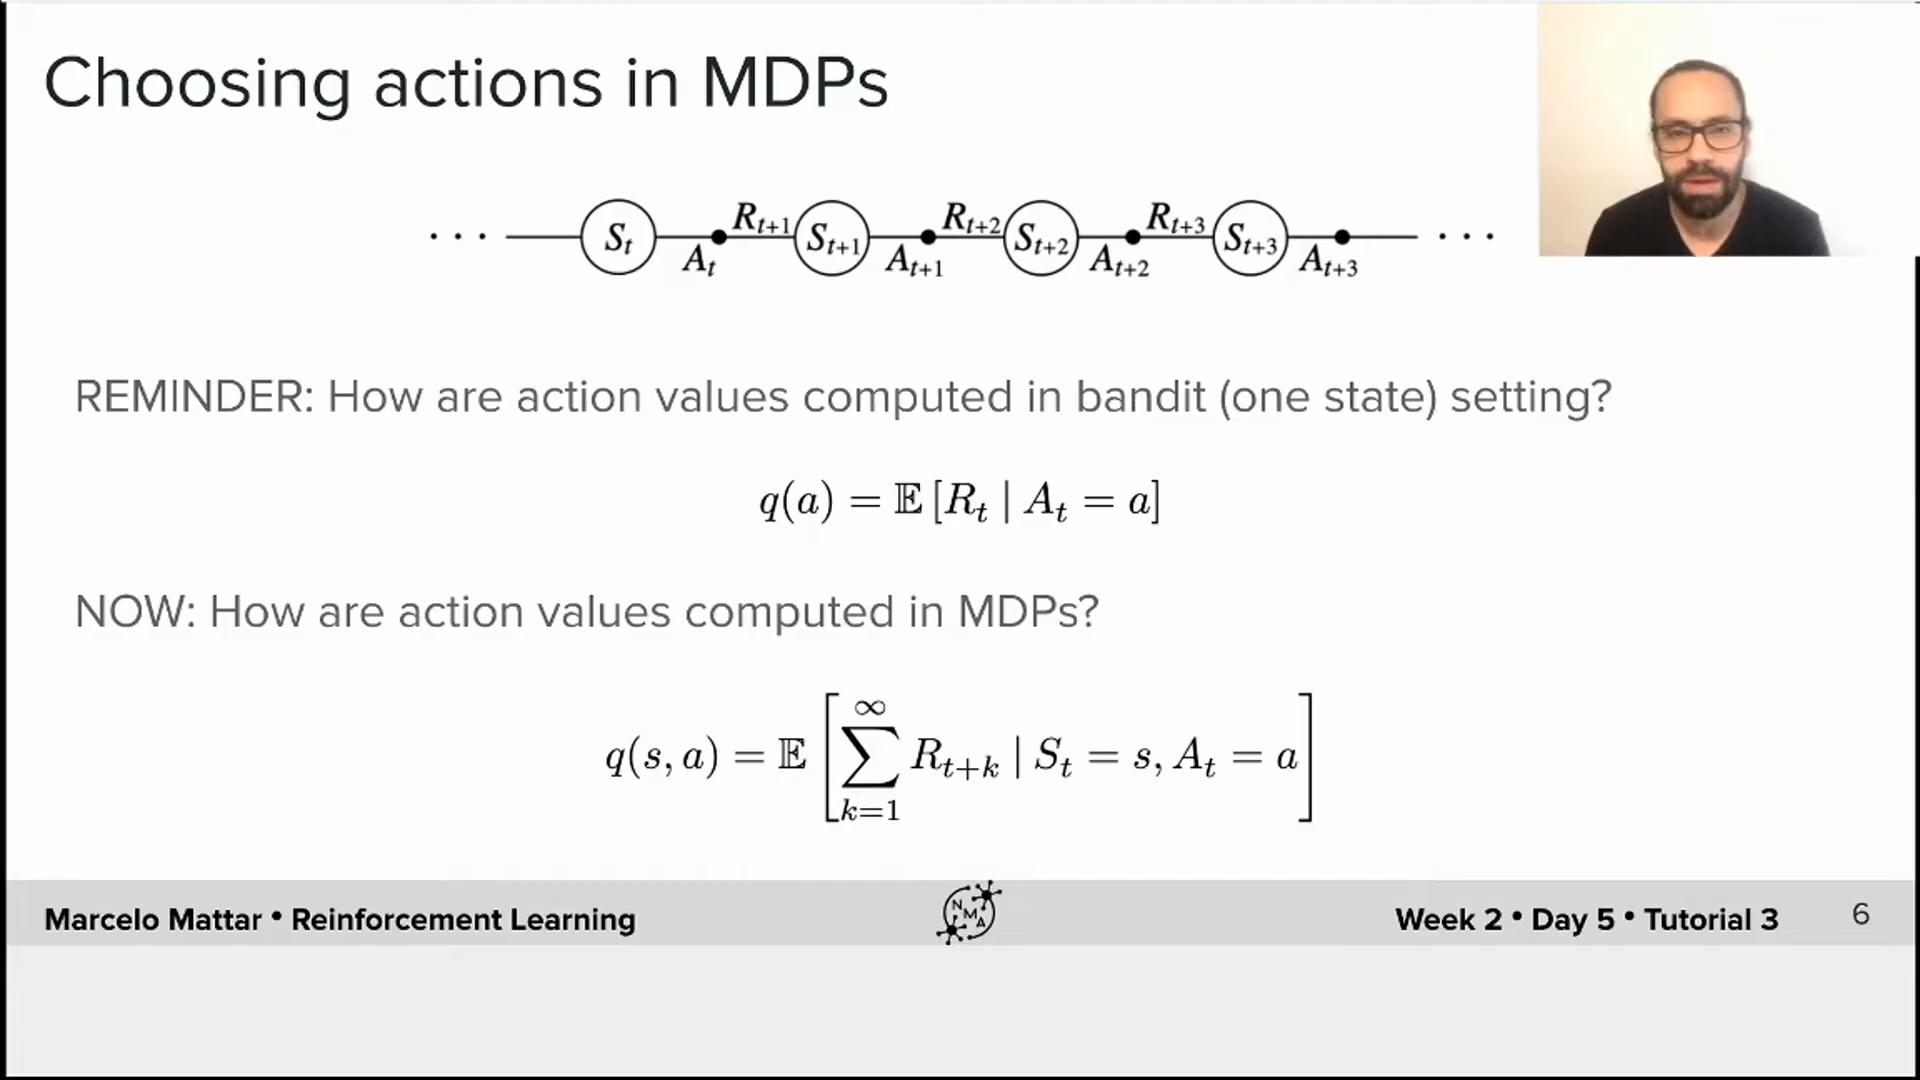 Choosing actions in MDPs
··· S_t A_t R_{t+1} S_{t+1} A_{t+1} R_{t+2} S_{t+2} A_{t+2} R_{t+3} S_{t+3} A_{t+3} ···
REMINDER: How are action values computed in bandit (one state) setting?
q(a) = 𝔼 [R_t | A_t = a]
NOW: How are action values computed in MDPs?
q(s, a) = 𝔼 [∑_{k=1}^{∞} R_{t+k} | S_t = s, A_t = a]
Marcelo Mattar • Reinforcement Learning
NMA
Week 2 • Day 5 • Tutorial 3
6